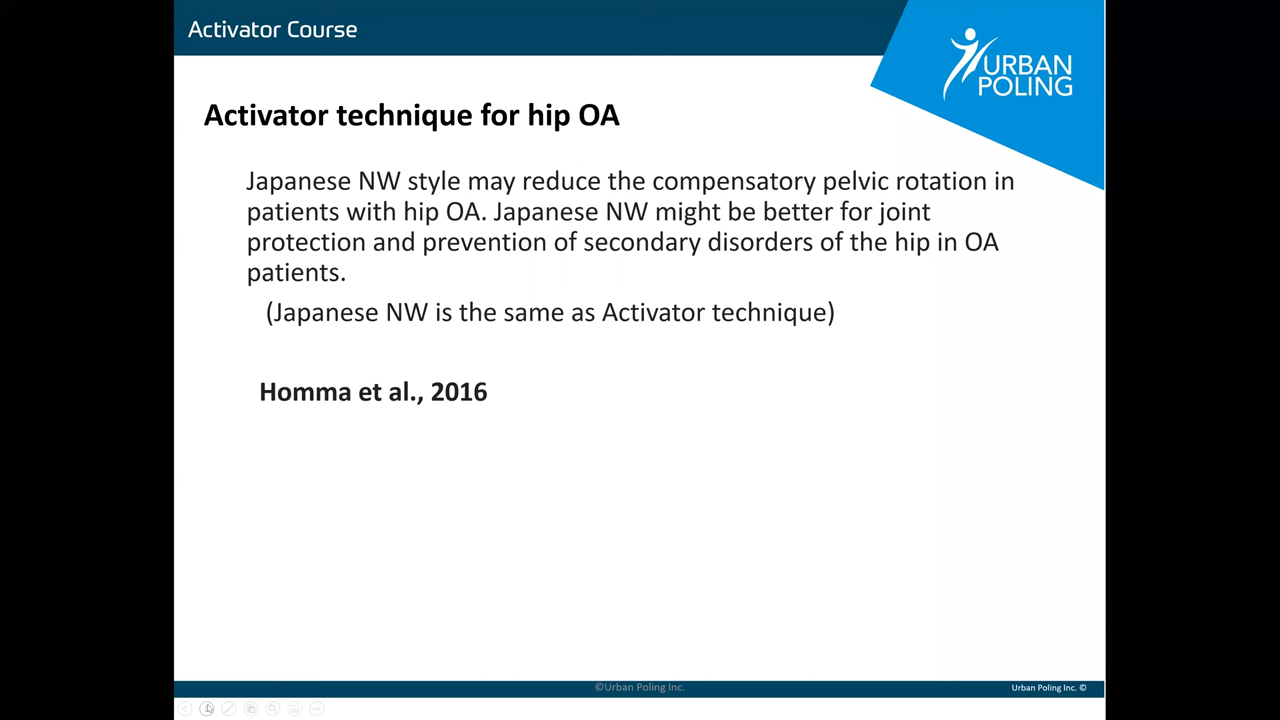 Activator Course
URBAN
POLING
Activator technique for hip OA
Japanese NW style may reduce the compensatory pelvic rotation in
patients with hip OA. Japanese NW might be better for joint
protection and prevention of secondary disorders of the hip in OA
patients.
(Japanese NW is the same as Activator technique)
Homma et al., 2016
©Urban Poling Inc.
Urban Poling Inc. ©